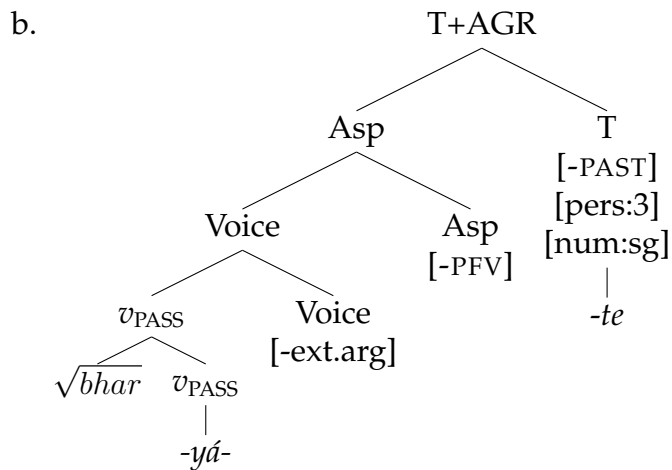 b.
T+AGR
Asp T
[-PAST]
[pers:3]
[num:sg]
-te
Voice Asp
[-PFV]
vPASS Voice
[-ext.arg]
√bhar vPASS
-yá-